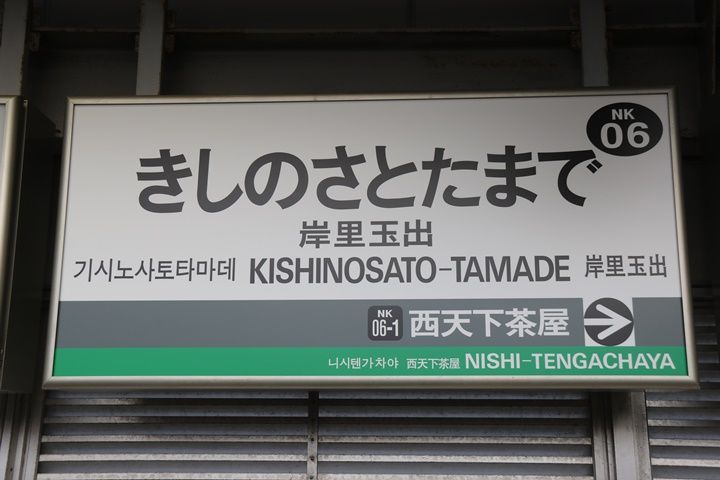 NK
06
きしのさとたまで
岸里玉出
기시노사토타마데 KISHINOSATO-TAMADE 岸里玉出
NK
06-1 西天下茶屋
니시텐가차야 西天下茶屋 NISHI-TENGACHAYA